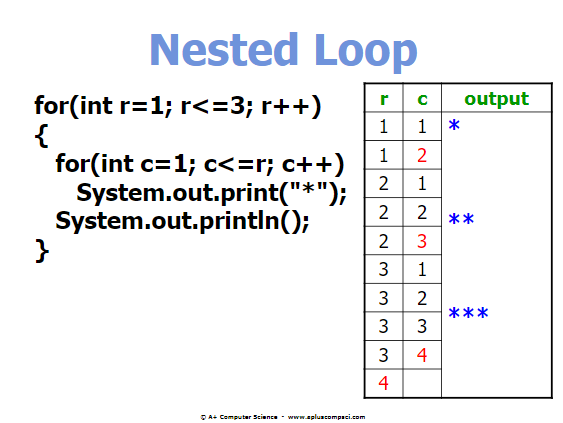 Nested Loop
for(int r=1; r<=3; r++)
{
for(int c=1; c<=r; c++)
System.out.print("*");
System.out.println();
}
r c output
1 1 *
1 2
2 1
2 2 **
2 3
3 1
3 2
3 3 ***
3 4
4
© A+ Computer Science - www.apluscompsci.com